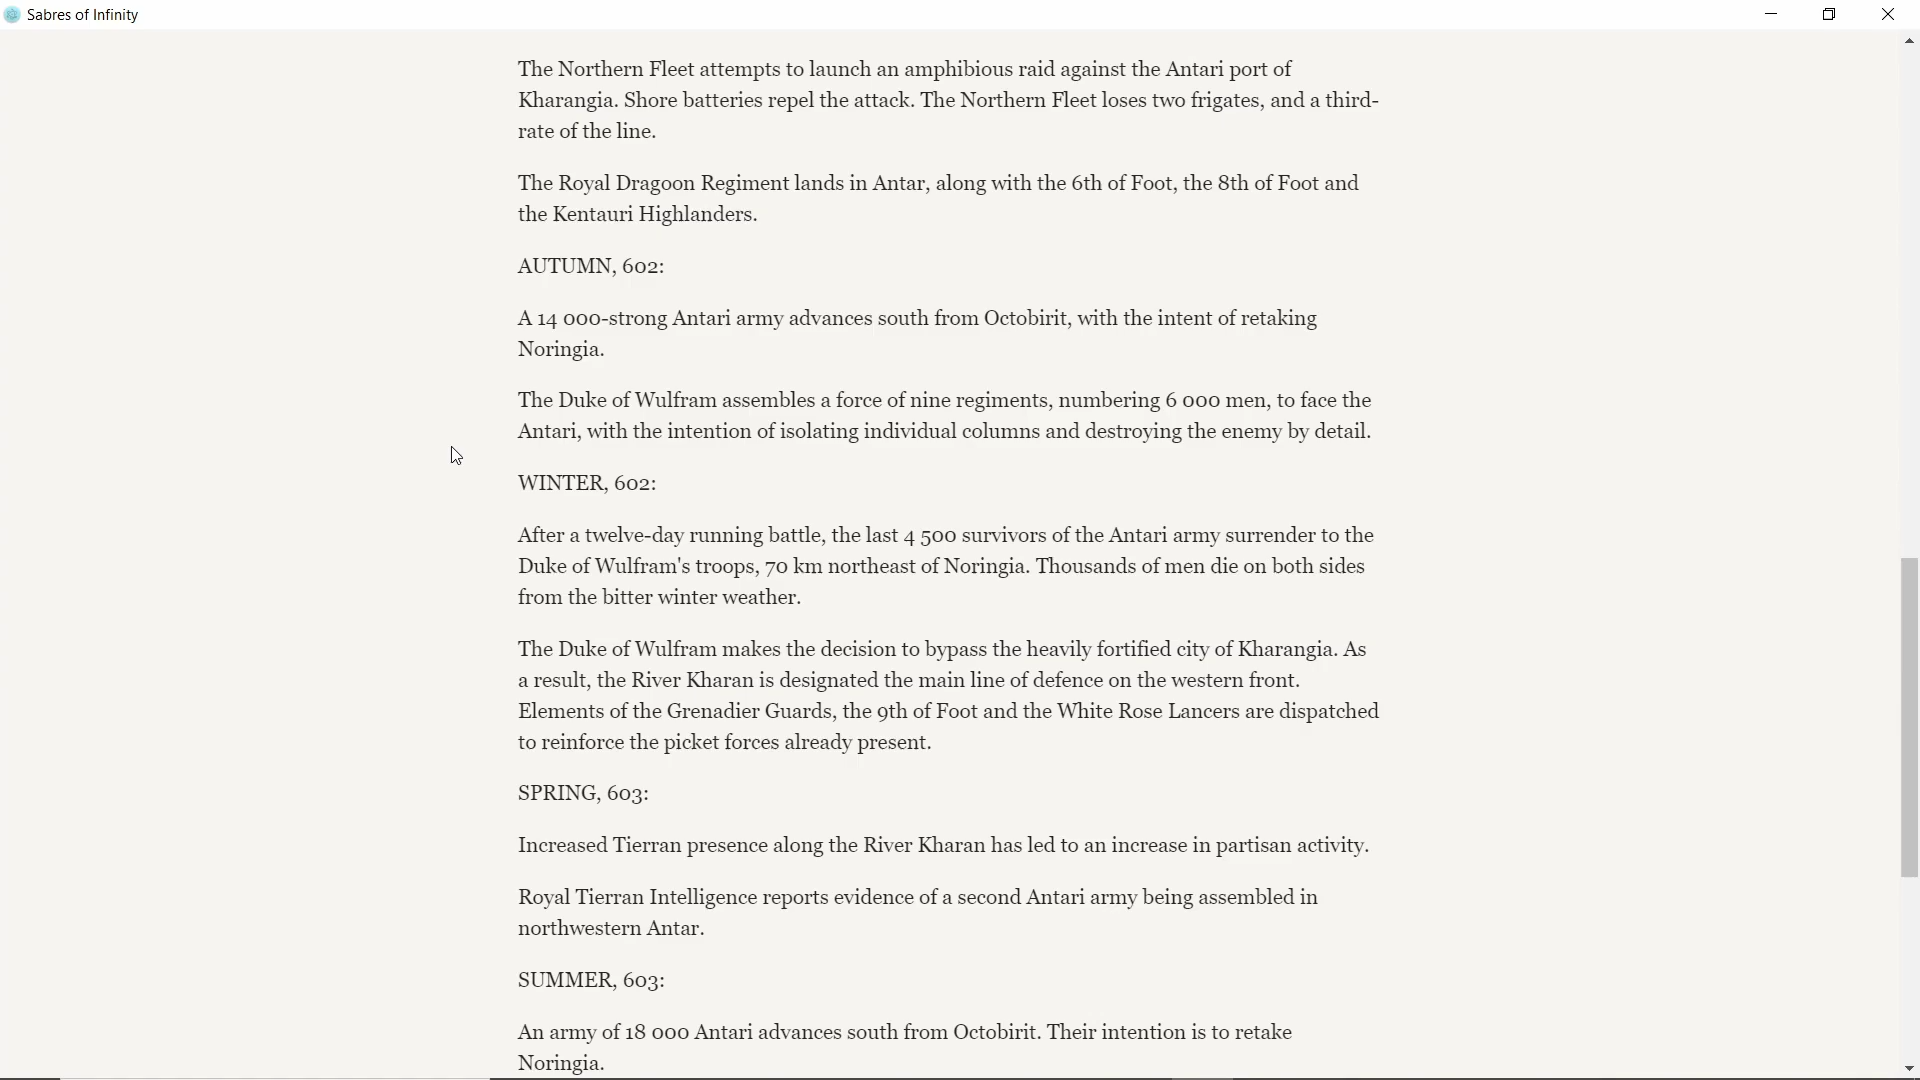 Sabres of Infinity
The Northern Fleet attempts to launch an amphibious raid against the Antari port of
Kharangia. Shore batteries repel the attack. The Northern Fleet loses two frigates, and a third-
rate of the line.
The Royal Dragoon Regiment lands in Antar, along with the 6th of Foot, the 8th of Foot and
the Kentauri Highlanders.
AUTUMN, 602:
A 14 000-strong Antari army advances south from Octobirit, with the intent of retaking
Noringia.
The Duke of Wulfram assembles a force of nine regiments, numbering 6 000 men, to face the
Antari, with the intention of isolating individual columns and destroying the enemy by detail.
WINTER, 602:
After a twelve-day running battle, the last 4 500 survivors of the Antari army surrender to the
Duke of Wulfram's troops, 70 km northeast of Noringia. Thousands of men die on both sides
from the bitter winter weather.
The Duke of Wulfram makes the decision to bypass the heavily fortified city of Kharangia. As
a result, the River Kharan is designated the main line of defence on the western front.
Elements of the Grenadier Guards, the 9th of Foot and the White Rose Lancers are dispatched
to reinforce the picket forces already present.
SPRING, 603:
Increased Tierran presence along the River Kharan has led to an increase in partisan activity.
Royal Tierran Intelligence reports evidence of a second Antari army being assembled in
northwestern Antar.
SUMMER, 603:
An army of 18 000 Antari advances south from Octobirit. Their intention is to retake
Noringia.